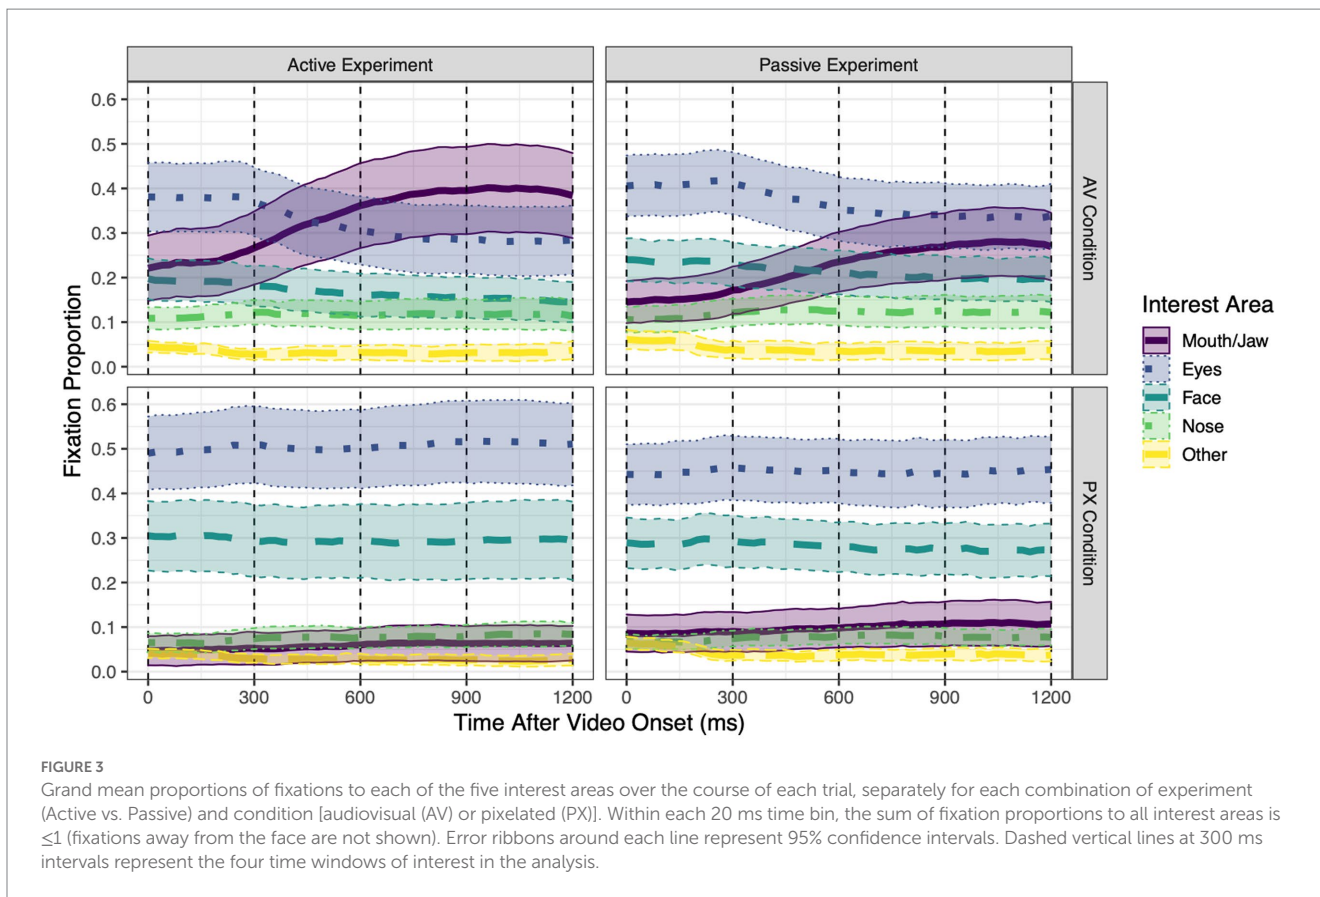 Active Experiment
Passive Experiment
Fixation Proportion
0.6
0.5
0.4
0.3
0.2
0.1
0.0
AV Condition
0.6
0.5
0.4
0.3
0.2
0.1
0.0
PX Condition
0 300 600 900 1200
0 300 600 900 1200
Time After Video Onset (ms)
Interest Area
Mouth/Jaw
Eyes
Face
Nose
Other
FIGURE 3
Grand mean proportions of fixations to each of the five interest areas over the course of each trial, separately for each combination of experiment
(Active vs. Passive) and condition [audiovisual (AV) or pixelated (PX)]. Within each 20 ms time bin, the sum of fixation proportions to all interest areas is
≤1 (fixations away from the face are not shown). Error ribbons around each line represent 95% confidence intervals. Dashed vertical lines at 300 ms
intervals represent the four time windows of interest in the analysis.